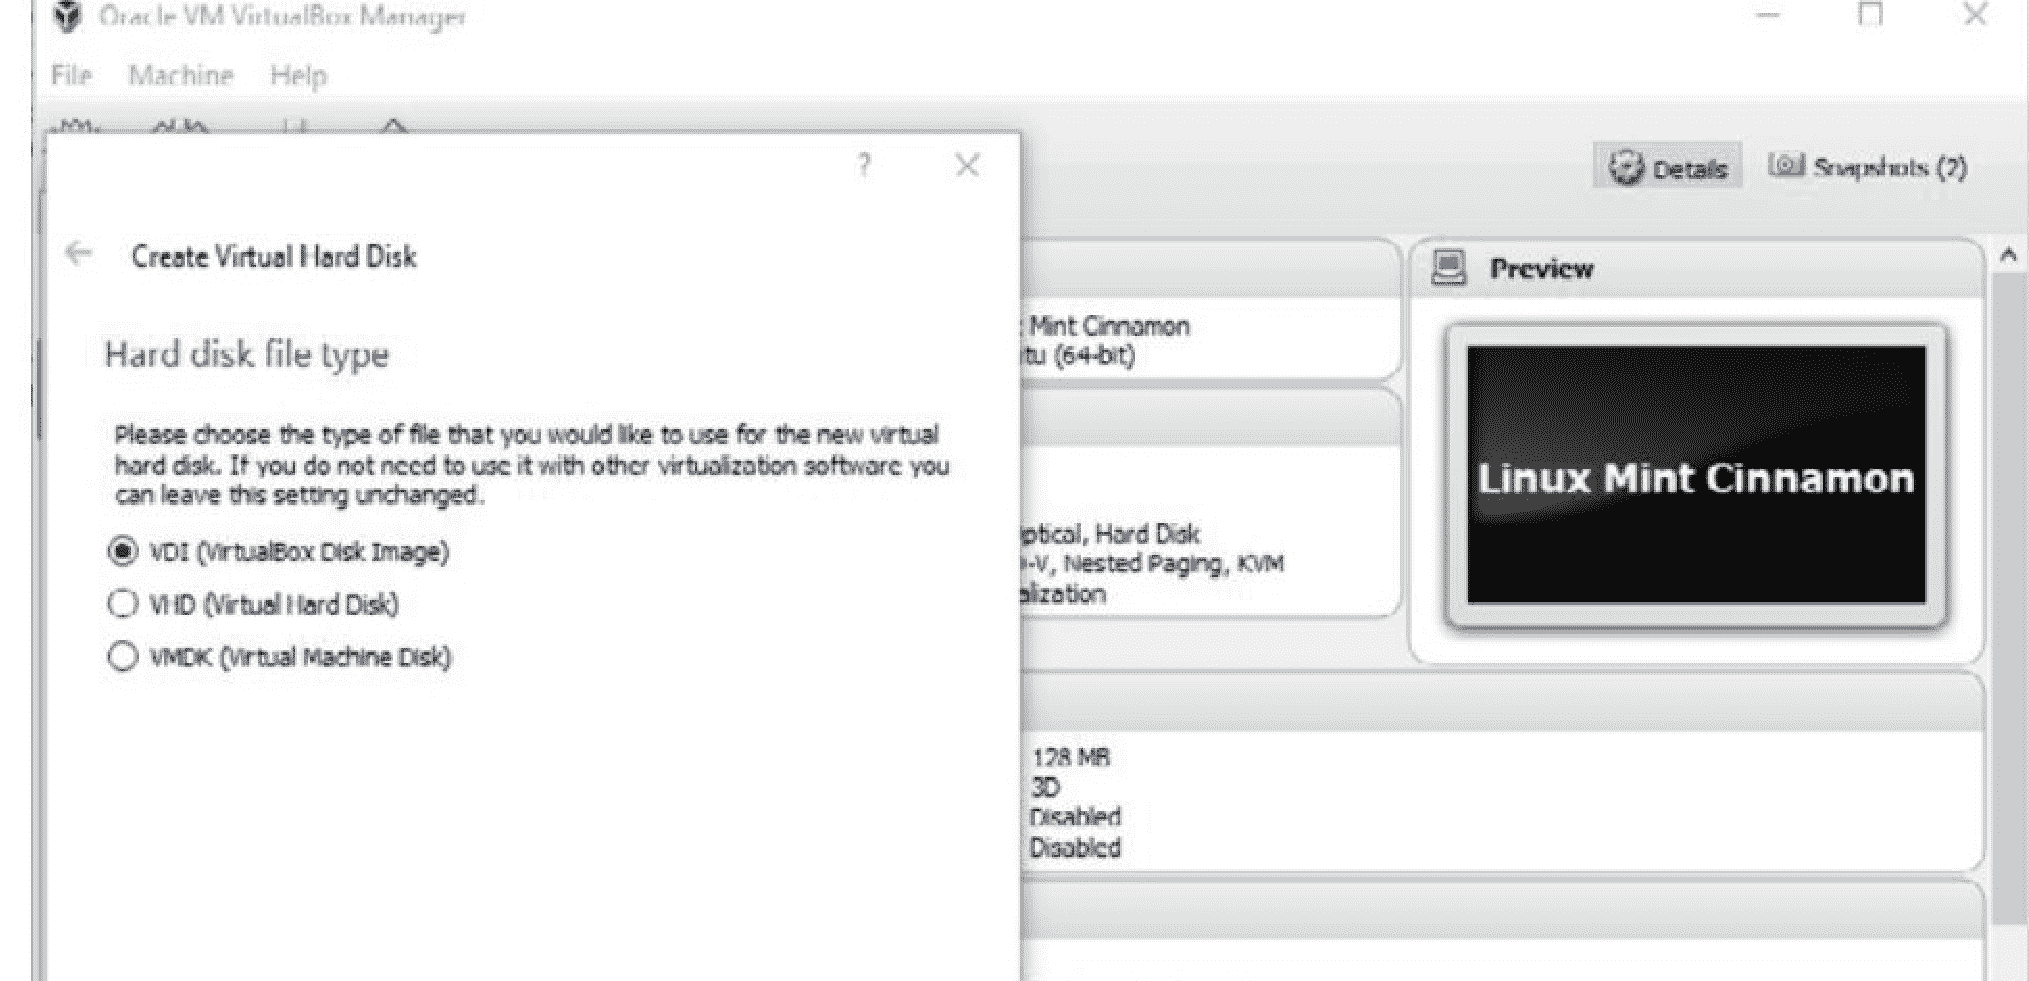 Oracle VM VirtualBox Manager
File Machine Help
Details Snapshots (2)
Create Virtual Hard Disk
Hard disk file type
Please choose the type of file that you would like to use for the new virtual
hard disk. If you do not need to use it with other virtualization software you
can leave this setting unchanged.
VDI (VirtualBox Disk Image)
VHD (Virtual Hard Disk)
VMDK (Virtual Machine Disk)
Mint Cinnamon
tu (64-bit)
ptical, Hard Disk
-V, Nested Paging, KVM
alization
Preview
Linux Mint Cinnamon
128 MB
3D
Disabled
Disabled